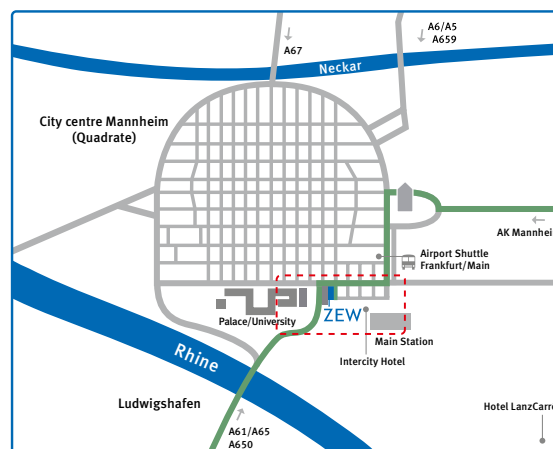 A6/A5
A659
A67
Neckar
City centre Mannheim
(Quadrate)
AK Mannhei
Airport Shuttle
Frankfurt/Main
ZEW
Palace/University
Main Station
Rhine
Intercity Hotel
Ludwigshafen
Hotel LanzCarre
A61/A65
A650